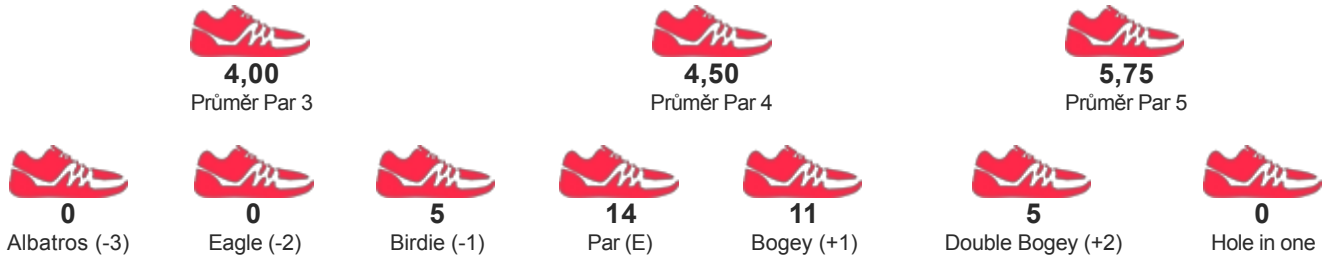 4,00 4,50 5,75
Průměr Par 3 Průměr Par 4 Průměr Par 5
0 0 5 14 11 5 0
Albatros (-3) Eagle (-2) Birdie (-1) Par (E) Bogey (+1) Double Bogey (+2) Hole in one